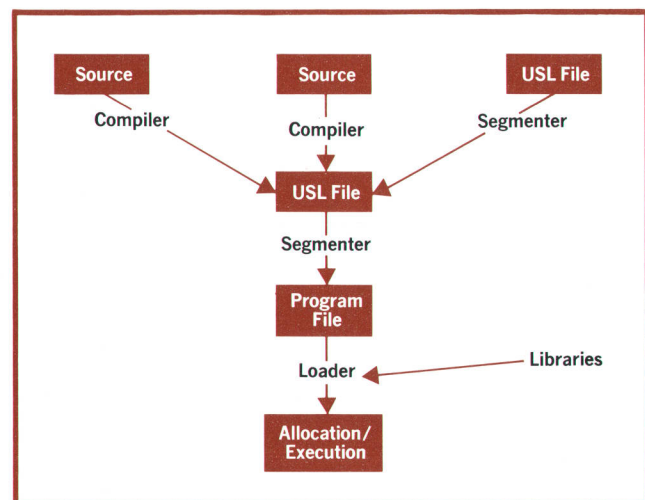 Source
Source
USL File
Compiler
Compiler
Segmenter
USL File
Segmenter
Program
File
Loader
Libraries
Allocation/
Execution